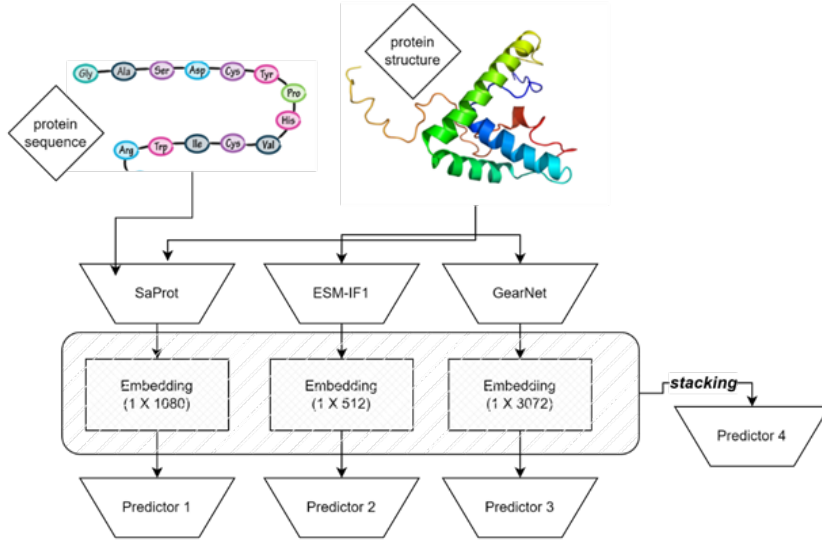 protein
structure
Gly
Ala
Ser
Asp
Cys
Tyr
Pro
His
protein
sequence
Arg
Trp
Ile
Cys
Val
SaProt
ESM-IF1
GearNet
Embedding
(1 X 1080)
Embedding
(1 X 512)
Embedding
(1 X 3072)
stacking
Predictor 4
Predictor 1
Predictor 2
Predictor 3